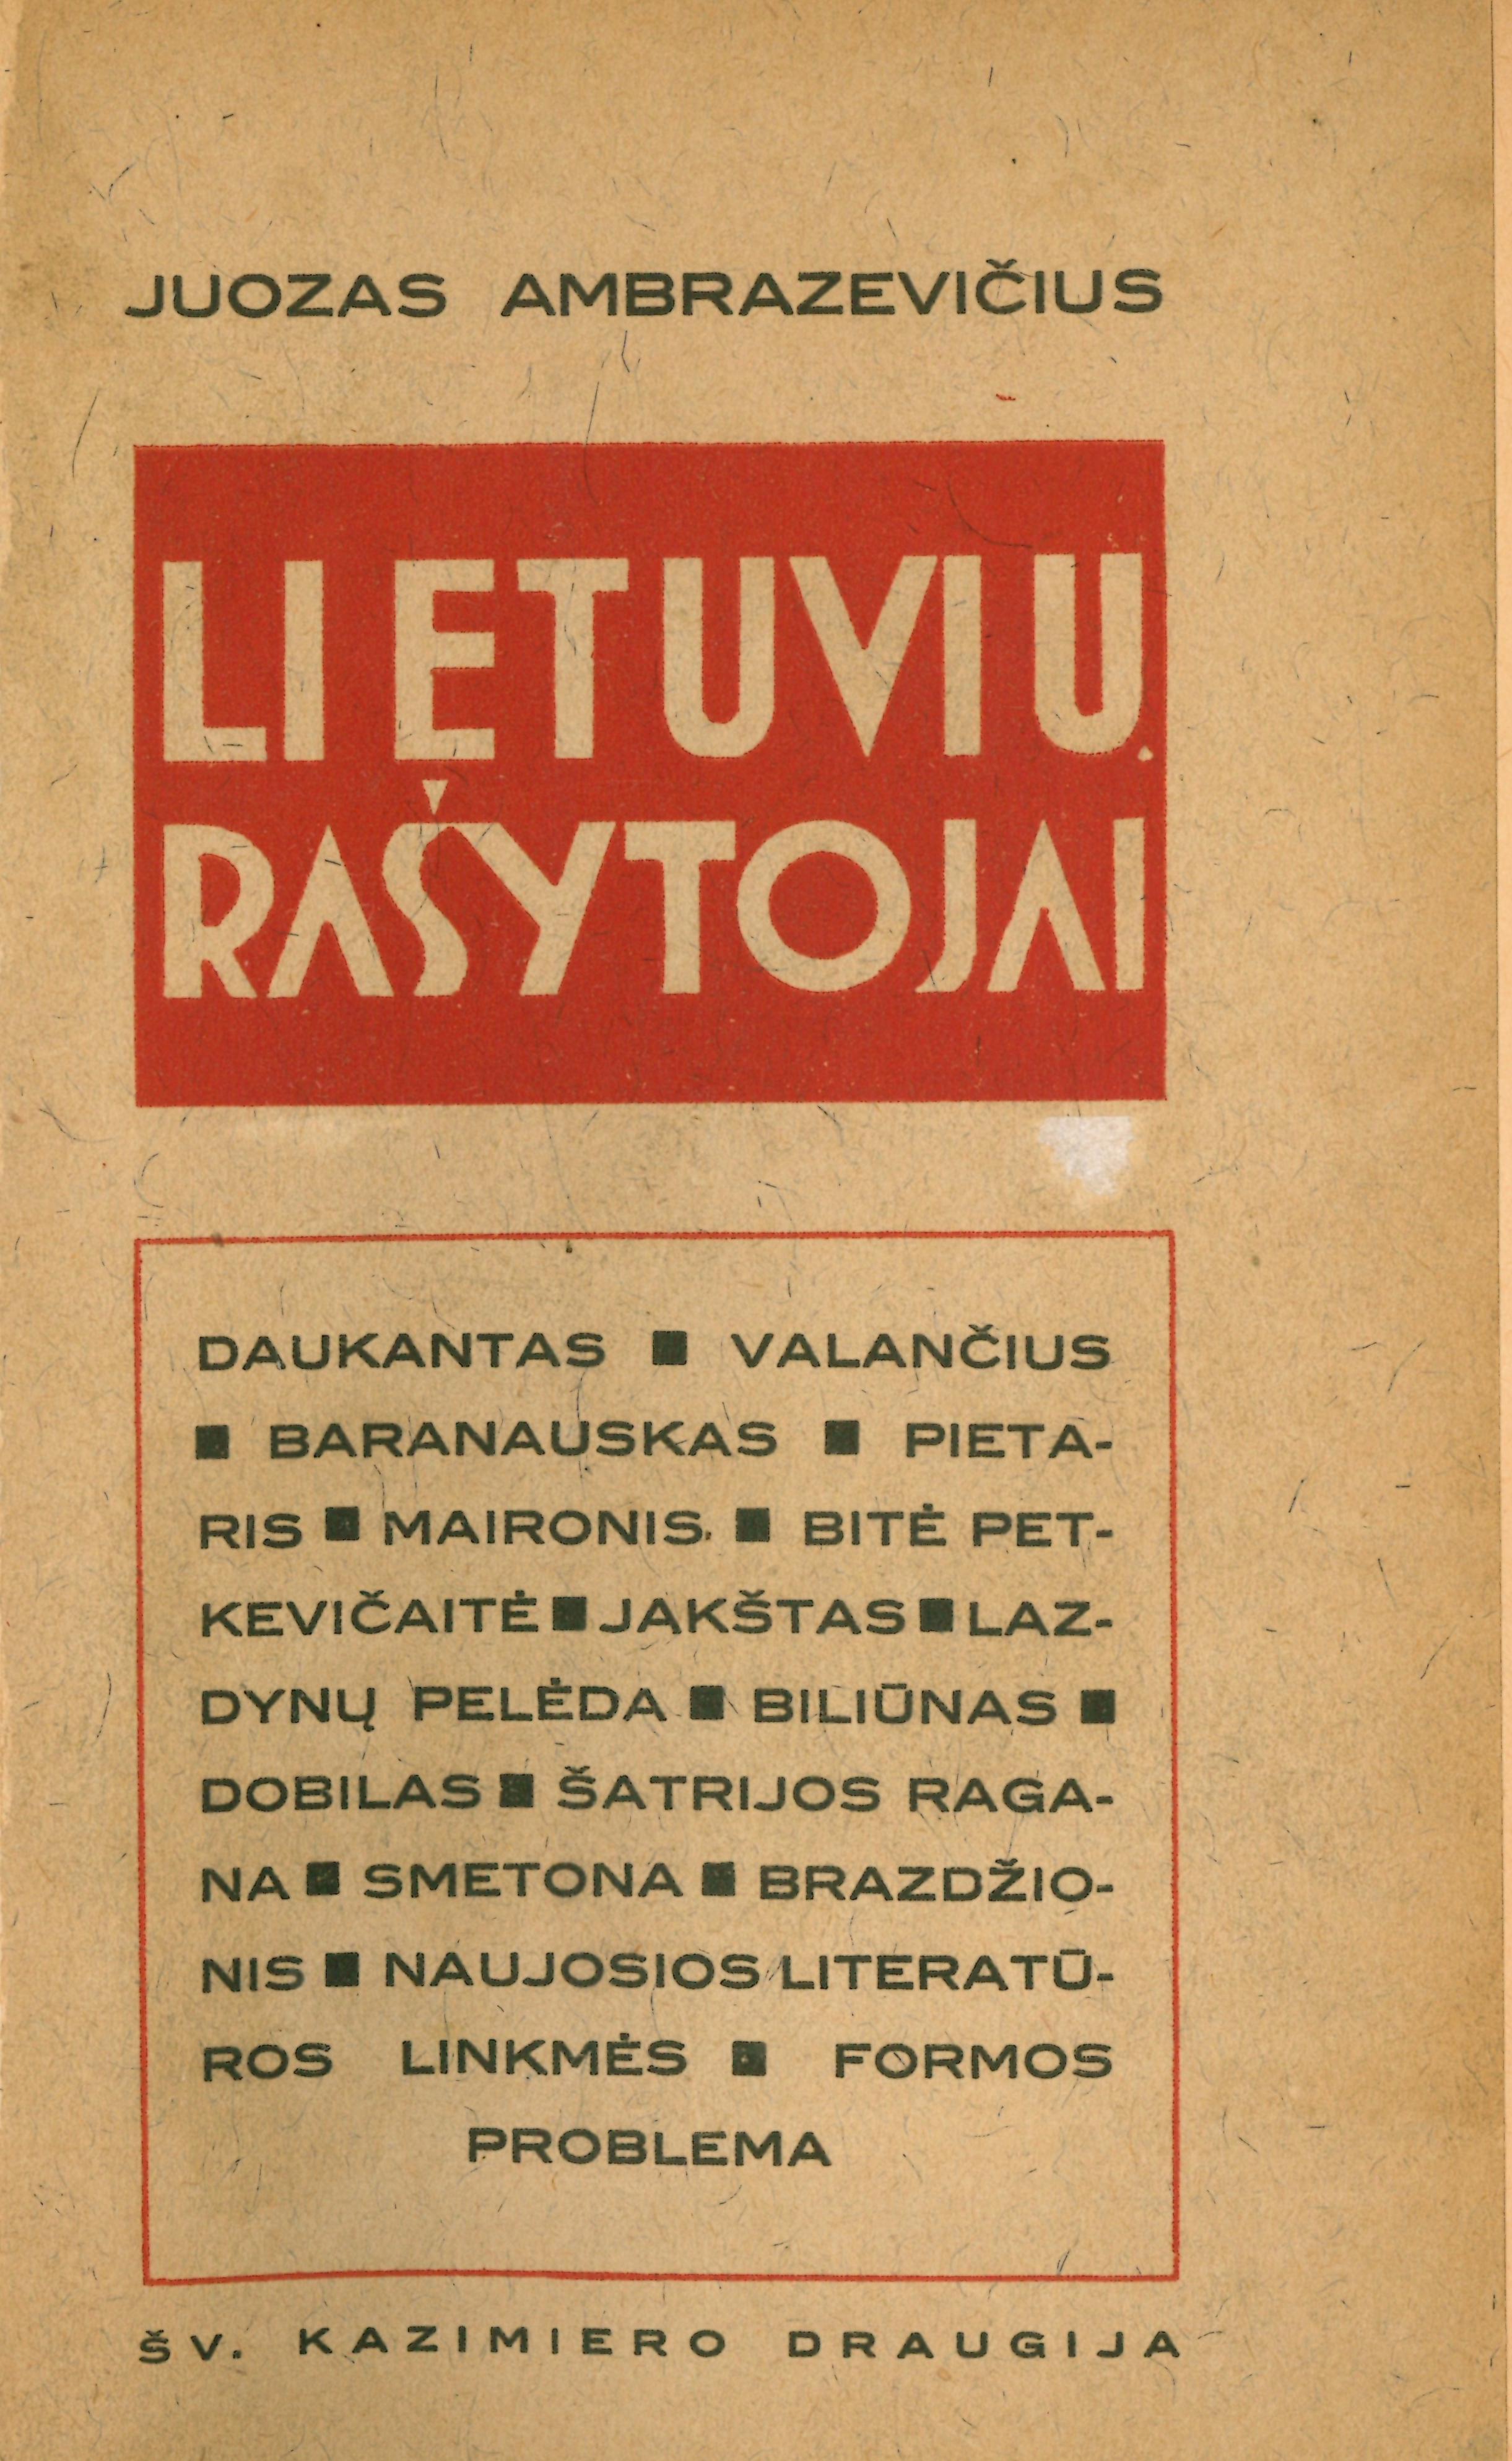 JUOZAS AMBRAZEVIČIUS
LIETUVIŲ
RAŠYTOJAI
DAUKANTAS ■ VALANČIUS
■ BARANAUSKAS ■ PIETA-
RIS ■ MAIRONIS ■ BITĖ PET-
KEVIČAITĖ ■ JAKŠTAS ■ LAZ-
DYNŲ PELĖDA ■ BILIŪNAS ■
DOBILAS ■ ŠATRIJOS RAGA-
NA ■ SMETONA ■ BRAZDŽIO-
NIS ■ NAUJOSIOS LITERATŪ-
ROS LINKMĖS ■ FORMOS
PROBLEMA
ŠV. KAZIMIERO DRAUGIJA